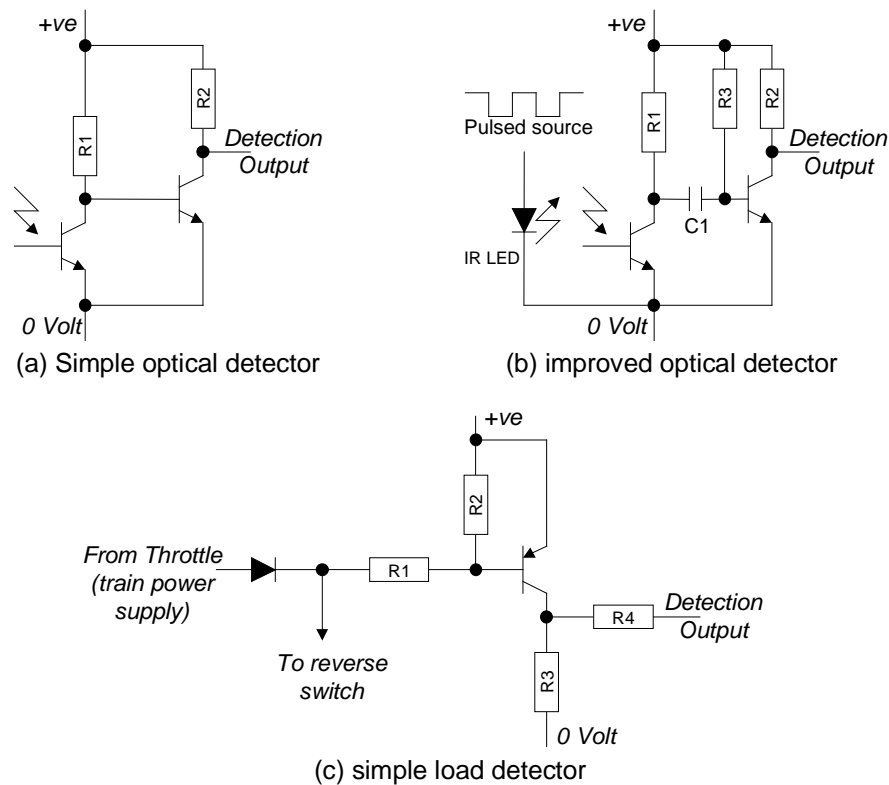 +ve
R2
R1
Detection
Output
0 Volt
(a) Simple optical detector
+ve
Pulsed source
R1
R3
R2
Detection
Output
C1
IR LED
0 Volt
(b) improved optical detector
+ve
R2
From Throttle
(train power
supply)
R1
To reverse
switch
R4
Detection
Output
R3
0 Volt
(c) simple load detector